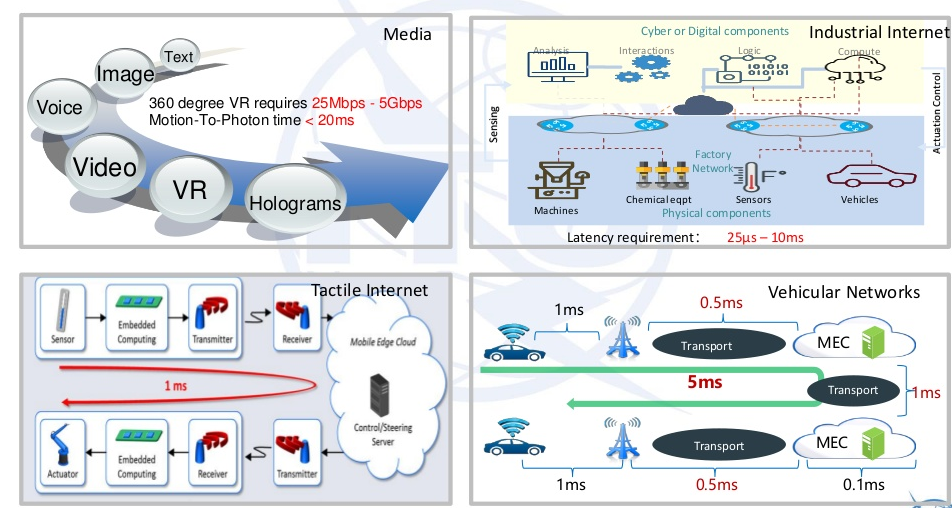 Media
Text
Image
Voice
360 degree VR requires 25Mbps - 5Gbps
Motion-To-Photon time < 20ms
Video
VR
Holograms
Industrial Internet
Cyber or Digital components
Analysis
Interactions
Logic
Compute
Sensing
Actuation Control
Factory
Network
F°
Machines
Chemical eqpt
Sensors
Vehicles
Physical components
Latency requirement: 25μs – 10ms
Tactile Internet
Sensor
Embedded
Computing
Transmitter
Receiver
Mobile Edge Cloud
1 ms
Control/Steering
Server
Actuator
Embedded
Computing
Receiver
Transmitter
Vehicular Networks
1ms
0.5ms
Transport
MEC
5ms
Transport
1ms
Transport
MEC
1ms
0.5ms
0.1ms